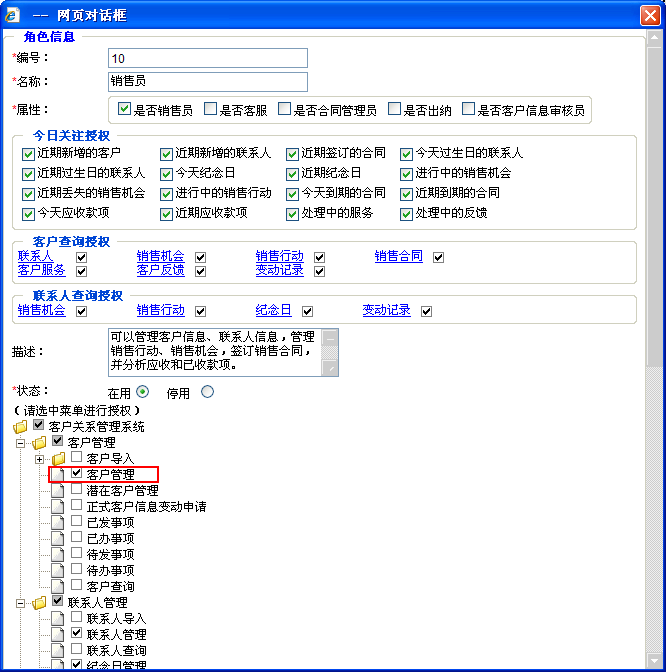 -- 网页对话框
角色信息
*编号： 10
*名称： 销售员
*属性： 是否销售员 是否客服 是否合同管理员 是否出纳 是否客户信息审核员
今日关注授权
近期新增的客户 近期新增的联系人 近期签订的合同 今天过生日的联系人
近期过生日的联系人 今天纪念日 近期纪念日 进行中的销售机会
近期丢失的销售机会 进行中的销售行动 今天到期的合同 近期到期的合同
今天应收款项 近期应收款项 处理中的服务 处理中的反馈
客户查询授权
联系人 销售机会 销售行动 销售合同
客户服务 客户反馈 变动记录
联系人查询授权
销售机会 销售行动 纪念日 变动记录
描述： 可以管理客户信息、联系人信息，管理
销售行动、销售机会，签订销售合同，
并分析应收和已收款项。
*状态： 在用 停用
（请选中菜单进行授权）
客户关系管理系统
客户管理
客户导入
客户管理
潜在客户管理
正式客户信息变动申请
已发事项
已办事项
待发事项
待办事项
客户查询
联系人管理
联系人导入
联系人管理
联系人查询
纪念日管理